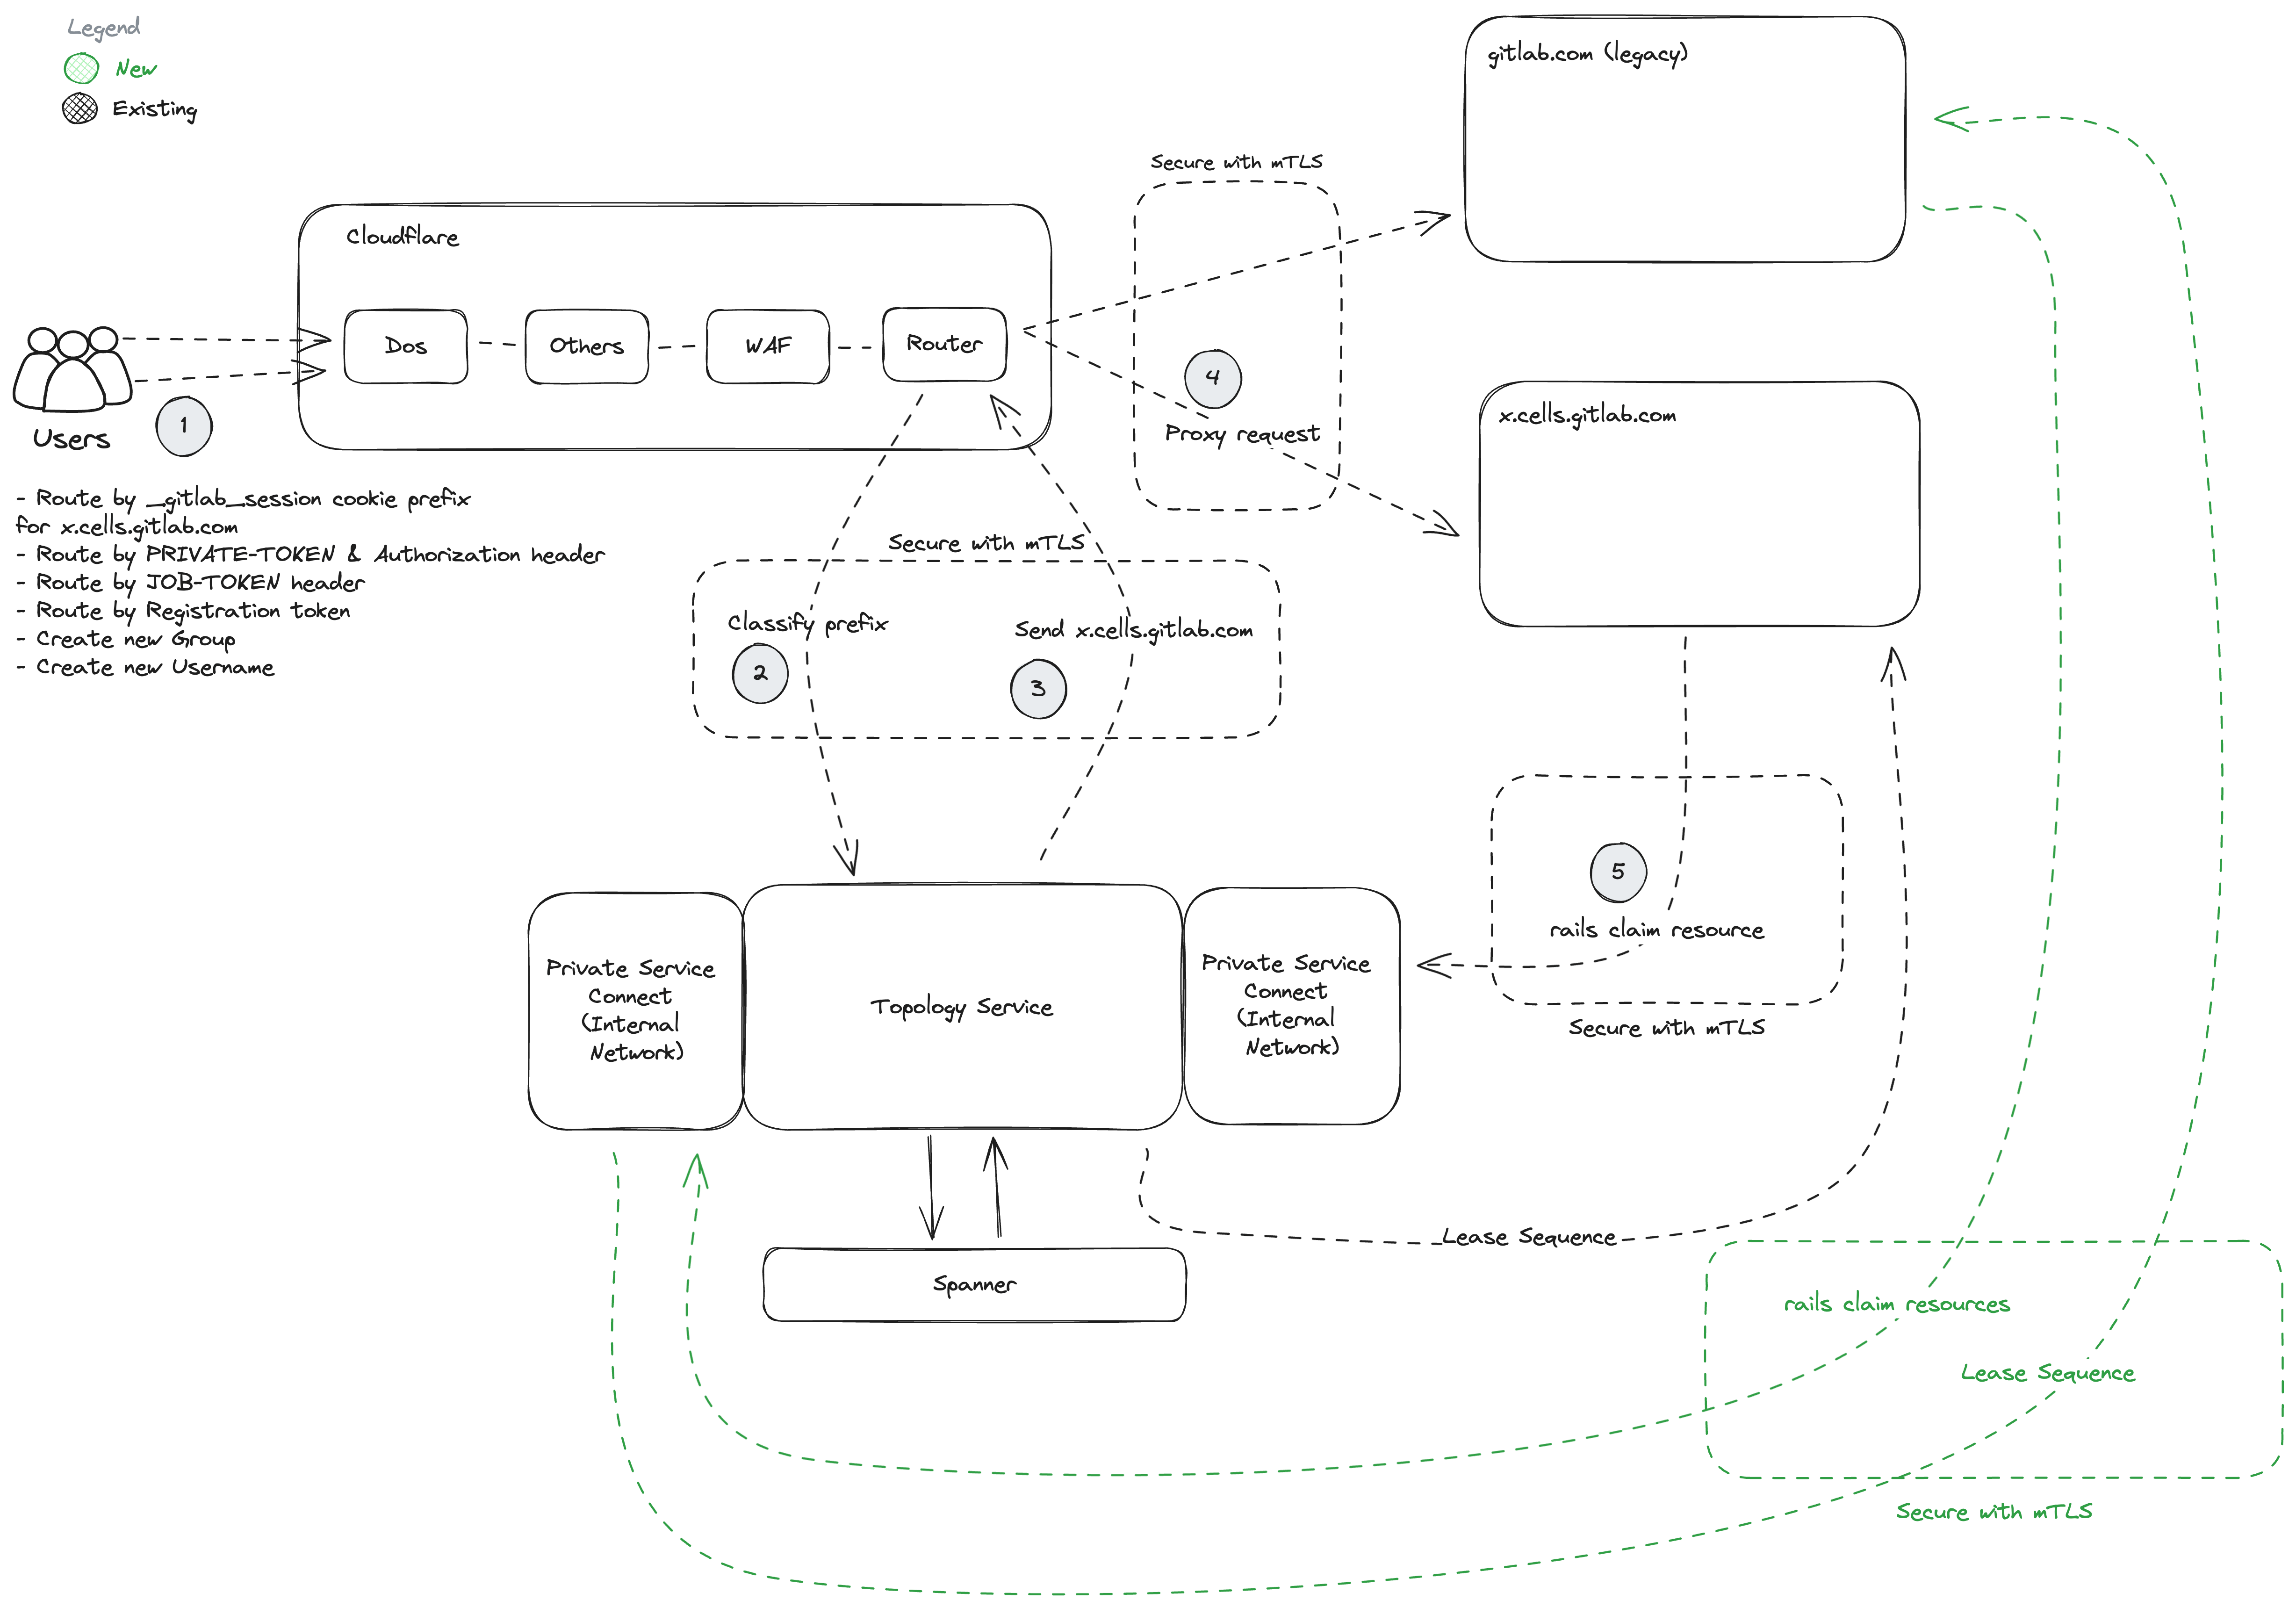 Legend
New
Existing
gitlab.com (legacy)
Secure with mTLS
Cloudflare
Dos
Others
WAF
Router
4
Proxy request
x.cells.gitlab.com
Users
1
- Route by _gitlab_session cookie prefix
for x.cells.gitlab.com
- Route by PRIVATE-TOKEN & Authorization header
- Route by JOB-TOKEN header
- Route by Registration token
- Create new Group
- Create new Username
Secure with mTLS
Classify prefix
2
Send x.cells.gitlab.com
3
5
rails claim resource
Secure with mTLS
Private Service
Connect
(Internal
Network)
Topology Service
Private Service
Connect
(Internal
Network)
Lease Sequence
Spanner
rails claim resources
Lease Sequence
Secure with mTLS